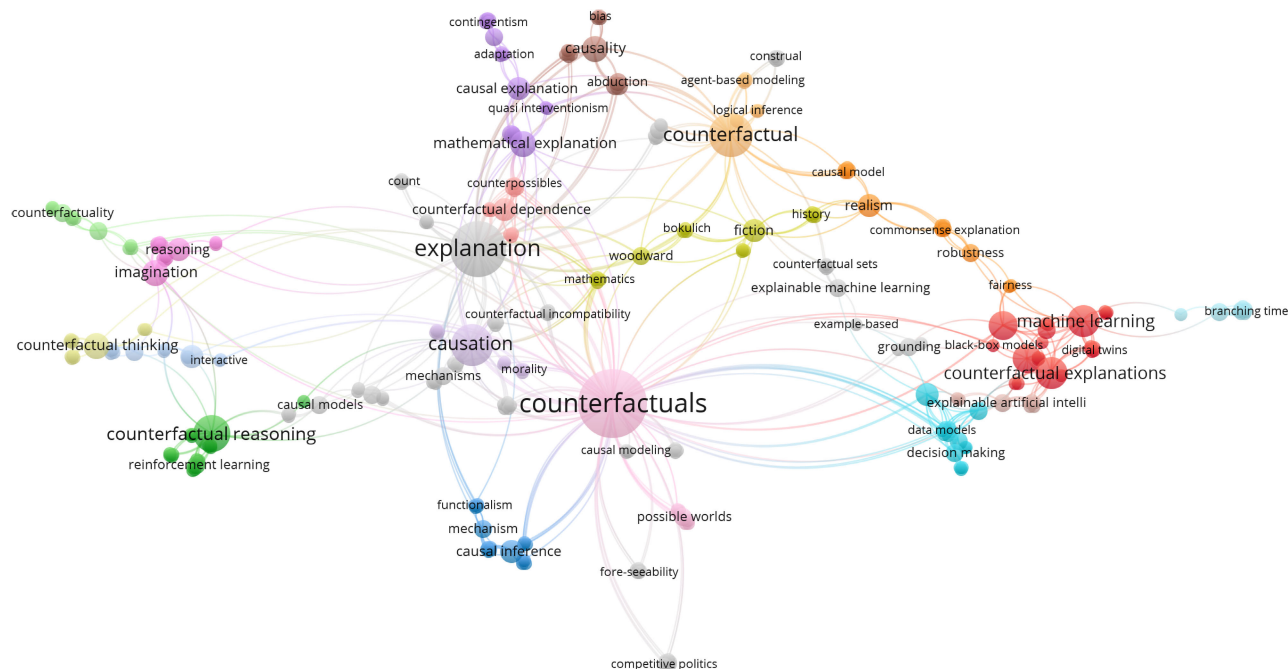 contingentism
bias
causality
adaptation
construal
causal explanation
abduction
agent-based modeling
quasi interventionism
logical inference
mathematical explanation
counterfactual
count
counterpossibles
causal model
counterfactuality
counterfactual dependence
history
realism
reasoning
explanation
bokulich
fiction
commonsense explanation
imagination
woodward
robustness
counterfactual sets
mathematics
explainable machine learning
fairness
counterfactual incompatibility
branching time
example-based
machine learning
counterfactual thinking
causation
grounding
black-box models
digital twins
interactive
morality
mechanisms
counterfactual explanations
causal models
counterfactuals
explainable artificial intelli
counterfactual reasoning
data models
causal modeling
decision making
reinforcement learning
functionalism
possible worlds
mechanism
causal inference
fore-seeability
competitive politics